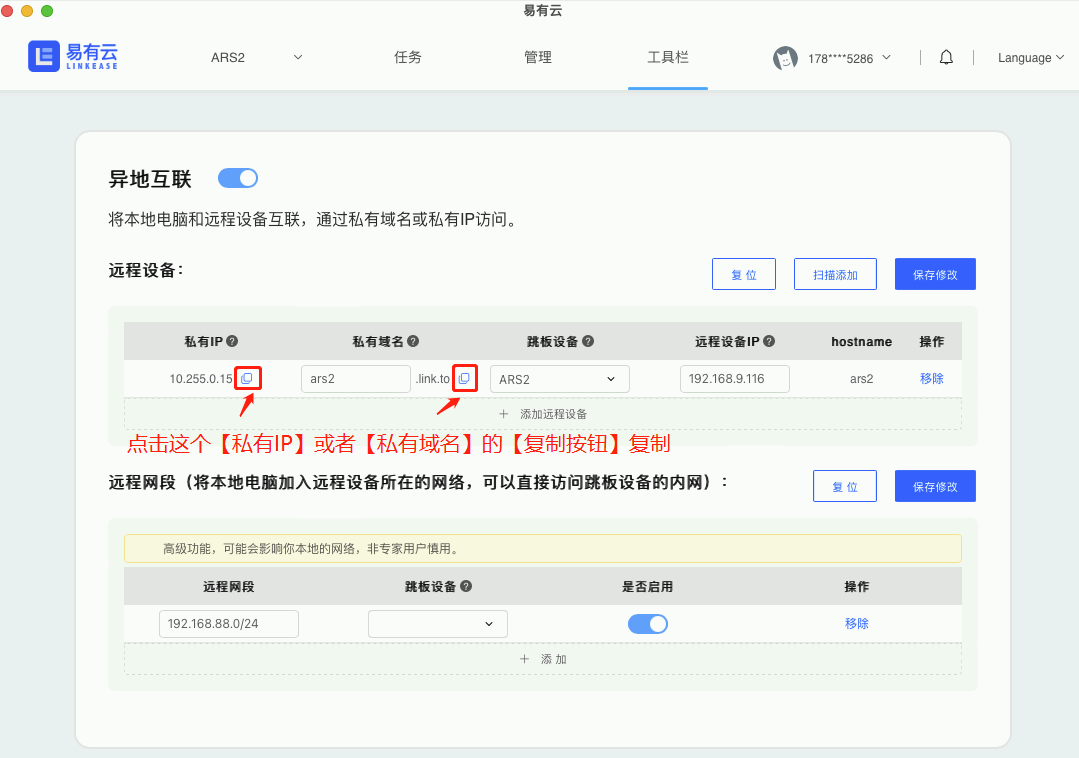 易有云
易有云
LINKEASE
ARS2
任务
管理
工具栏
178****5286
Language
异地互联
将本地电脑和远程设备互联，通过私有域名或私有IP访问。
远程设备：
复 位
扫描添加
保存修改
私有IP
私有域名
跳板设备
远程设备IP
hostname
操作
10.255.0.15
ars2
.link.to
ARS2
192.168.9.116
ars2
移除
添加远程设备
点击这个【私有IP】或者【私有域名】的【复制按钮】复制
远程网段（将本地电脑加入远程设备所在的网络，可以直接访问跳板设备的内网）：
复 位
保存修改
高级功能，可能会影响你本地的网络，非专家用户慎用。
远程网段
跳板设备
是否启用
操作
192.168.88.0/24
移除
添 加